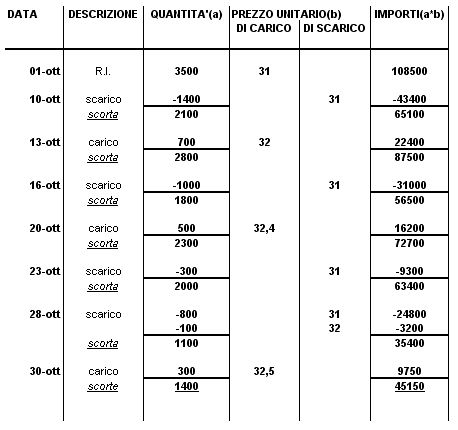 DATA DESCRIZIONE QUANTITA'(a) PREZZO UNITARIO(b) IMPORTI(a*b)
DI CARICO DI SCARICO
01-ott R.I. 3500 31 108500
10-ott scarico -1400 31 -43400
scorta 2100 65100
13-ott carico 700 32 22400
scorta 2800 87500
16-ott scarico -1000 31 -31000
scorta 1800 56500
20-ott carico 500 32,4 16200
scorta 2300 72700
23-ott scarico -300 31 -9300
scorta 2000 63400
28-ott scarico -800 31 -24800
-100 32 -3200
scorta 1100 35400
30-ott carico 300 32,5 9750
scorte 1400 45150